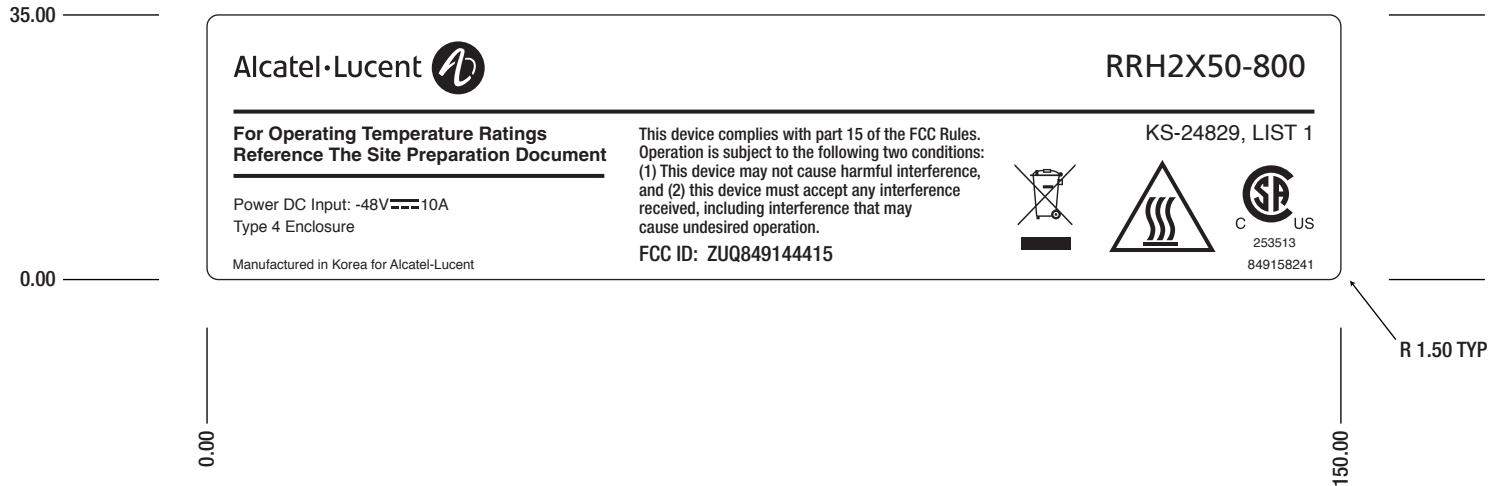 35.00
Alcatel·Lucent
RRH2X50-800
For Operating Temperature Ratings
Reference The Site Preparation Document
Power DC Input: -48V 10A
Type 4 Enclosure
Manufactured in Korea for Alcatel-Lucent
This device complies with part 15 of the FCC Rules.
Operation is subject to the following two conditions:
(1) This device may not cause harmful interference,
and (2) this device must accept any interference
received, including interference that may
cause undesired operation.
FCC ID: ZUQ849144415
KS-24829, LIST 1
C SA US
253513
849158241
0.00
R 1.50 TYP
0.00
150.00